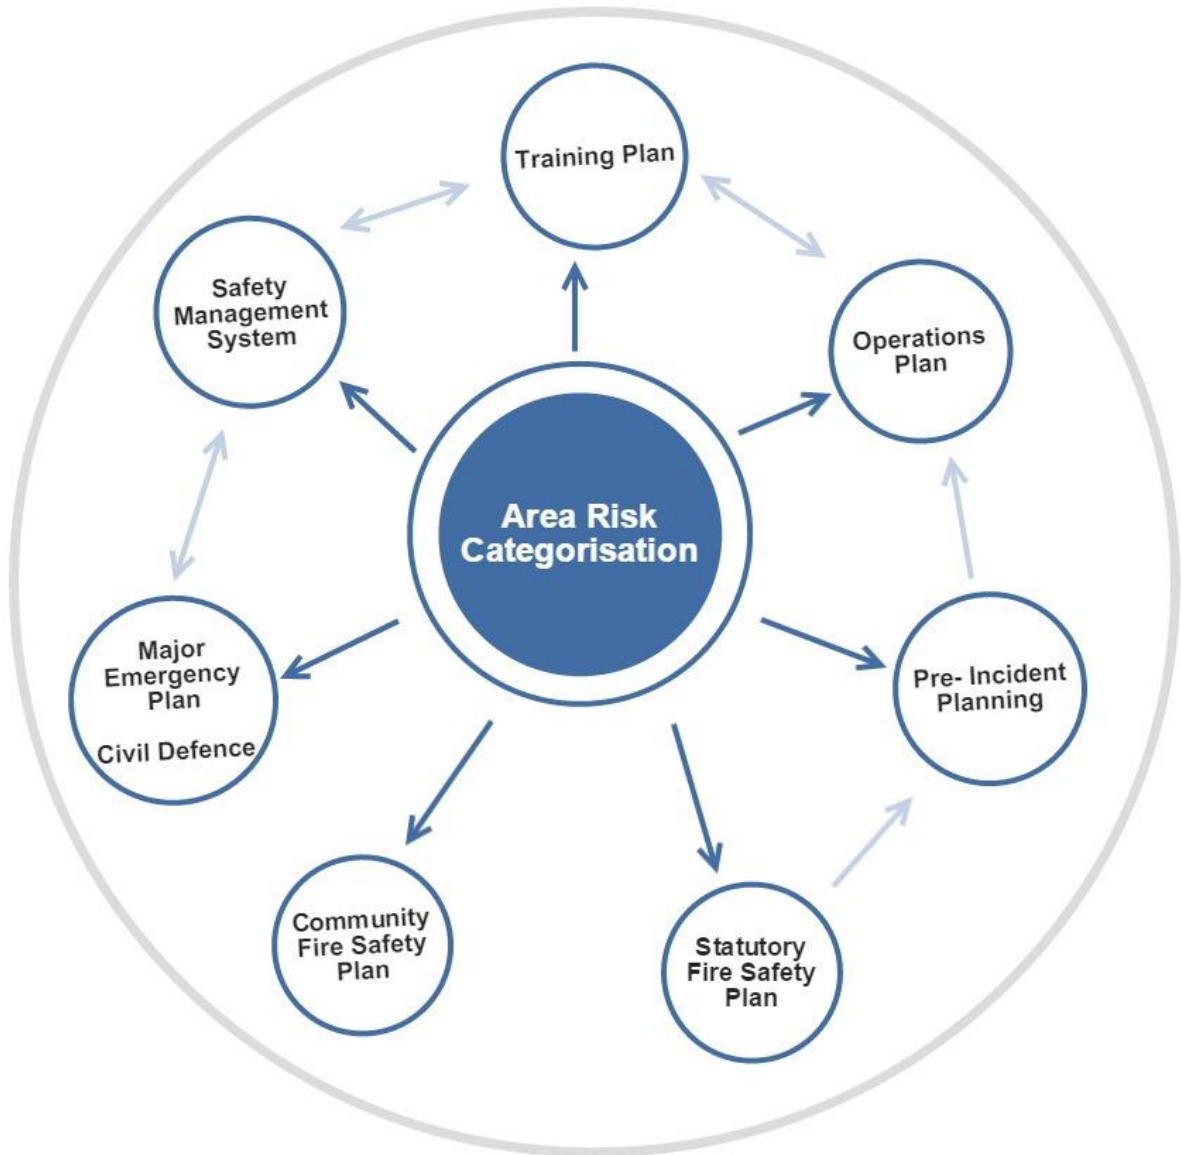 Training Plan
Safety
Management
System
Operations
Plan
Area Risk
Categorisation
Major
Emergency
Plan
Civil Defence
Pre- Incident
Planning
Community
Fire Safety
Plan
Statutory
Fire Safety
Plan